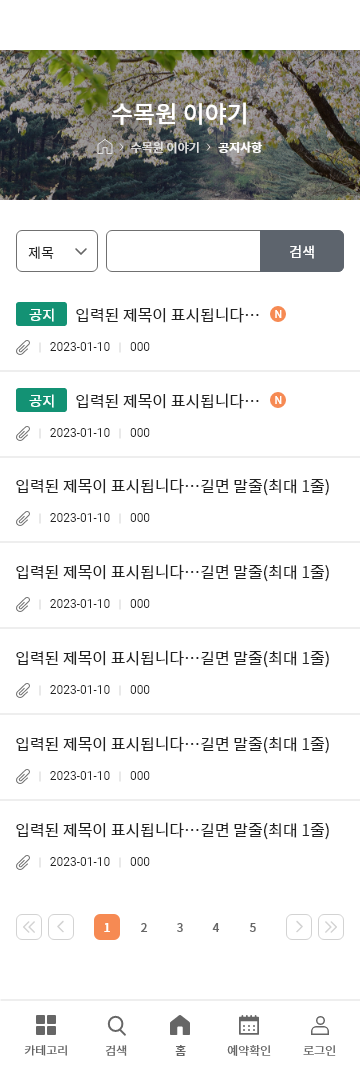 수목원 이야기
수목원 이야기 > 공지사항
제목 검색
공지 입력된 제목이 표시됩니다… N
2023-01-10 000
공지 입력된 제목이 표시됩니다… N
2023-01-10 000
입력된 제목이 표시됩니다…길면 말줄(최대 1줄)
2023-01-10 000
입력된 제목이 표시됩니다…길면 말줄(최대 1줄)
2023-01-10 000
입력된 제목이 표시됩니다…길면 말줄(최대 1줄)
2023-01-10 000
입력된 제목이 표시됩니다…길면 말줄(최대 1줄)
2023-01-10 000
입력된 제목이 표시됩니다…길면 말줄(최대 1줄)
2023-01-10 000
1 2 3 4 5
카테고리 검색 홈 예약확인 로그인